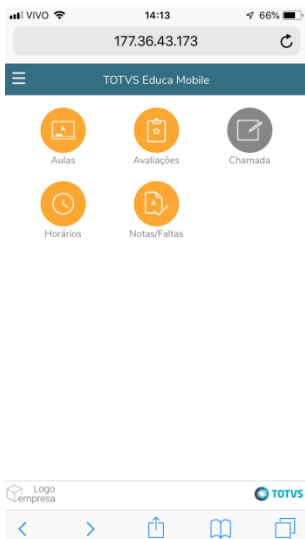 VIVO 14:13 66%
177.36.43.173
TOTVS Educa Mobile
Aulas Avaliações Chamada
Horários Notas/Faltas
Logo
empresa
TOTVS